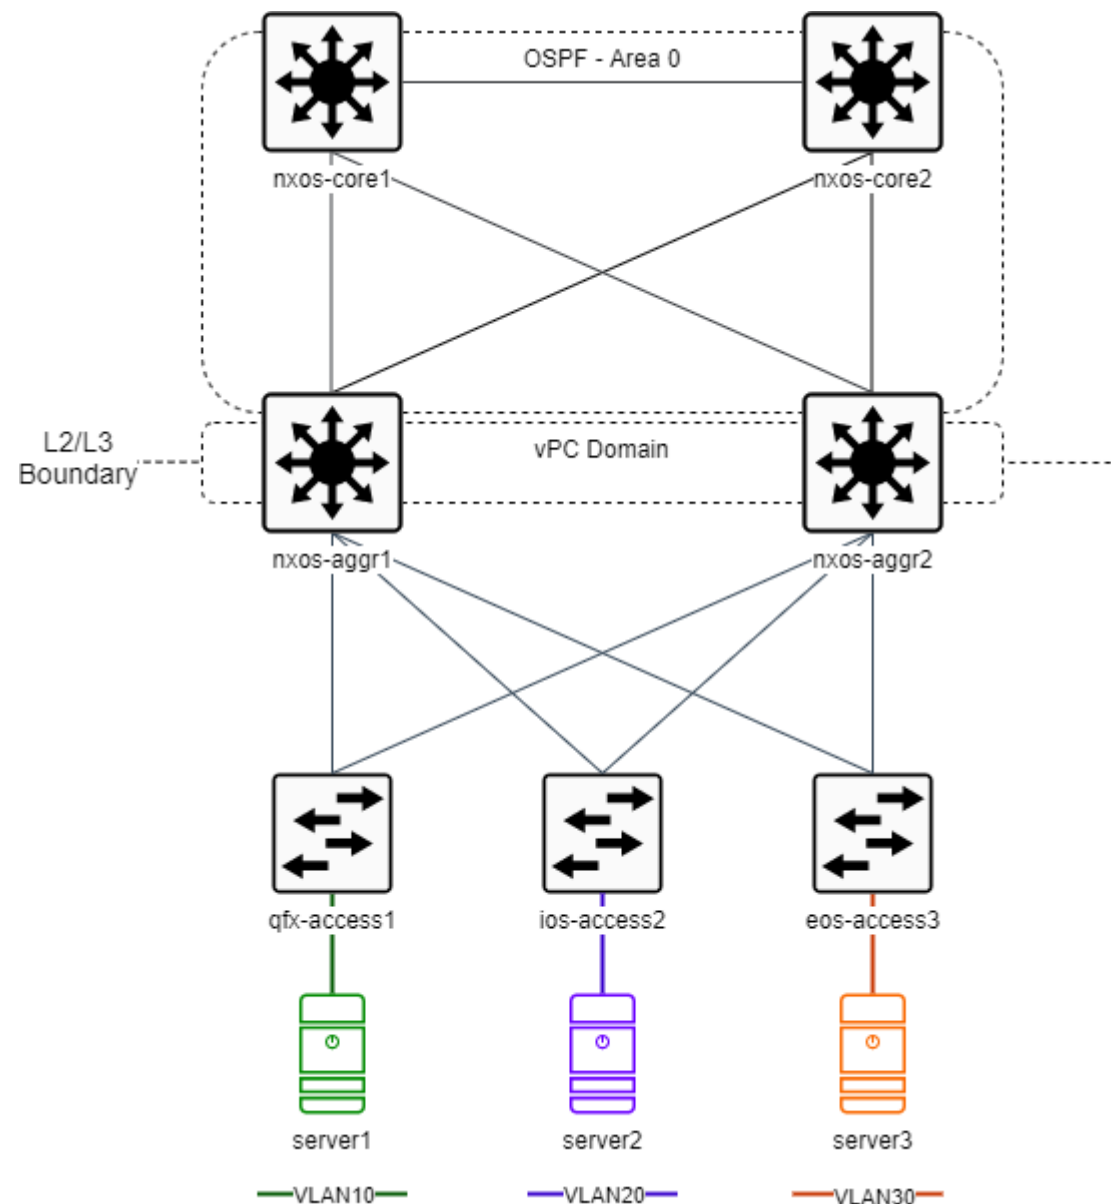 OSPF - Area 0
nxos-core1
nxos-core2
L2/L3
Boundary
vPC Domain
nxos-aggr1
nxos-aggr2
qfx-access1
ios-access2
eos-access3
server1
server2
server3
VLAN10
VLAN20
VLAN30